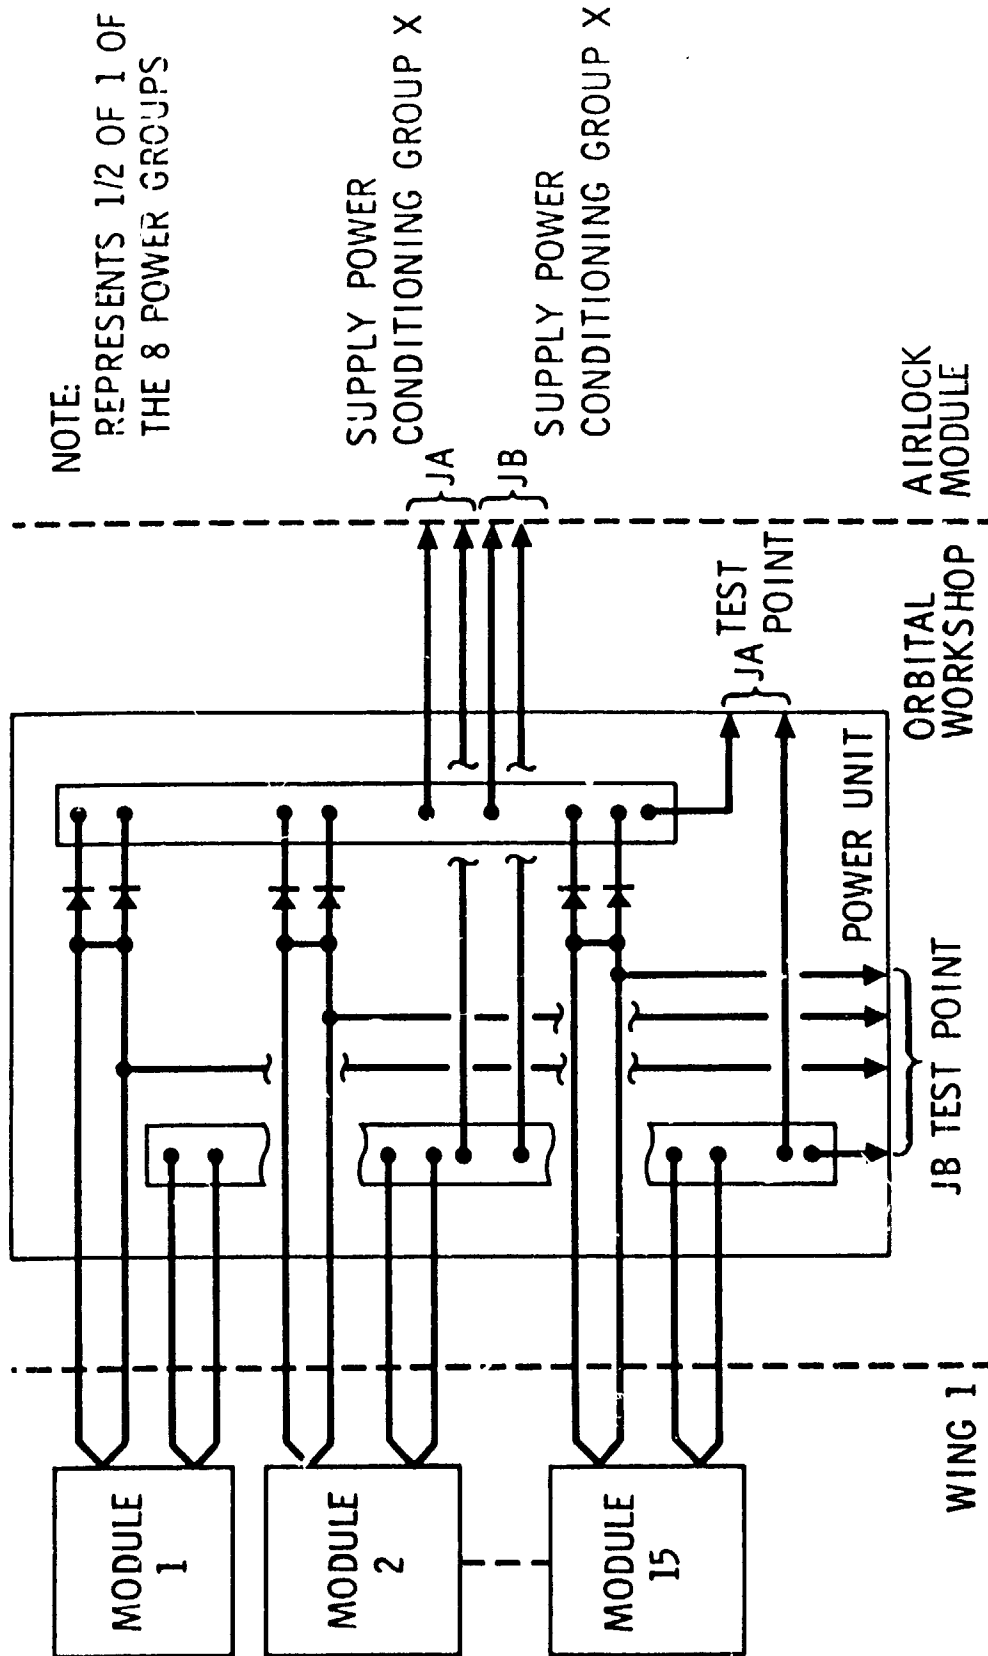 NOTE:
REPRESENTS 1/2 OF 1 OF
THE 8 POWER GROUPS
SUPPLY POWER
CONDITIONING GROUP X
JA
JB
SUPPLY POWER
CONDITIONING GROUP X
MODULE
1
MODULE
2
MODULE
15
JA TEST
POINT
POWER UNIT
JB TEST POINT
WING 1
ORBITAL
WORKSHOP
AIRLOCK
MODULE